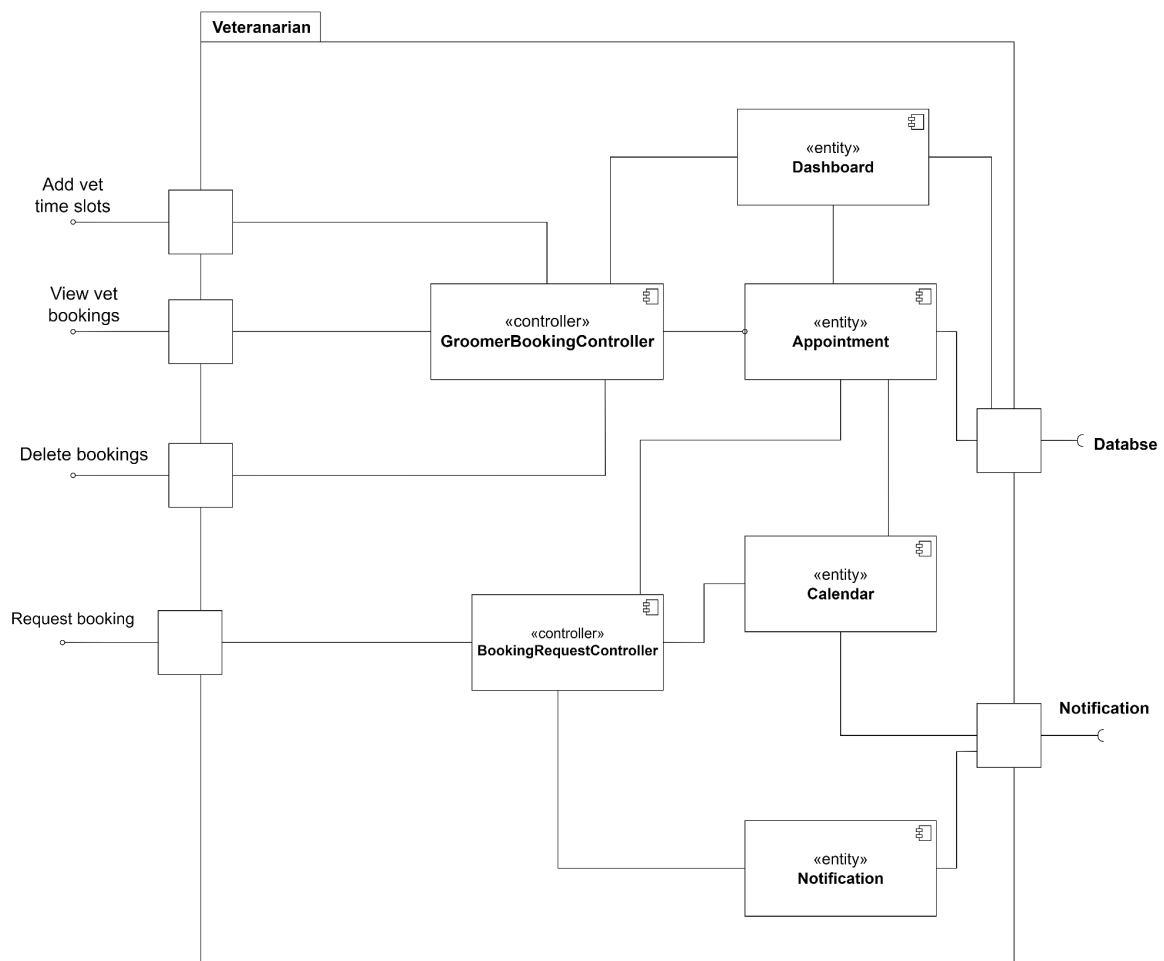 Veteranarian
«entity»
Dashboard
Add vet
time slots
View vet
bookings
«controller»
GroomerBookingController
«entity»
Appointment
Delete bookings
Databse
«entity»
Calendar
Request booking
«controller»
BookingRequestController
Notification
«entity»
Notification